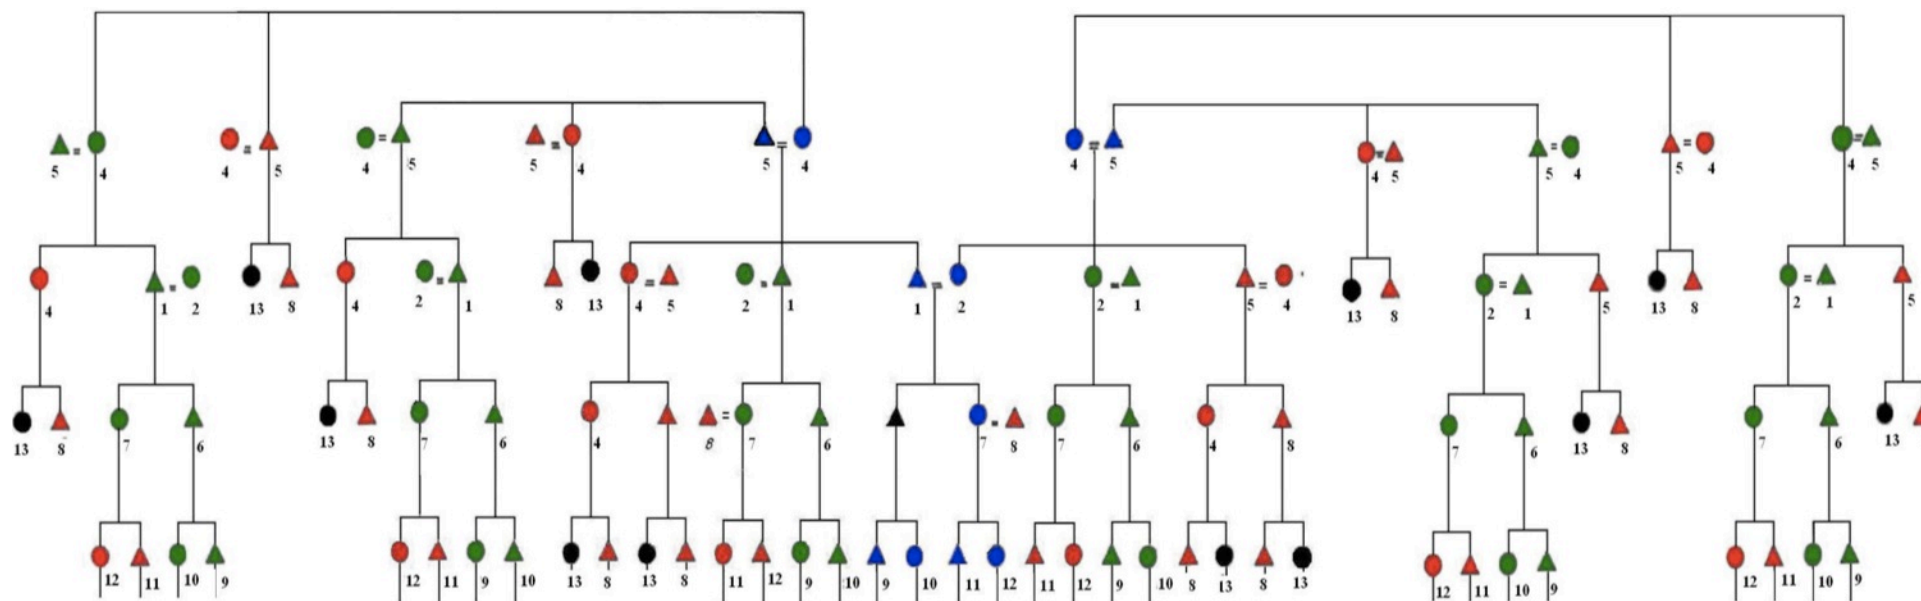 = = = = = = = = = =
5 4 4 5 4 5 5 4 5 4 4 5 4 5 5 4 5 4 4 5
= = = = = = = = =
4 1 2 13 8 4 2 1 8 13 4 5 2 1 1 2 2 1 5 4 13 8 2 1 5 13 8 2 1 5
= =
13 8 7 6 13 8 7 6 4 8 7 6 7 8 7 6 4 8 7 6 13 8 7 6 13
12 11 10 9 12 11 9 10 13 8 13 8 11 12 9 10 9 10 11 12 11 12 9 10 8 13 8 13 12 11 10 9 12 11 10 9